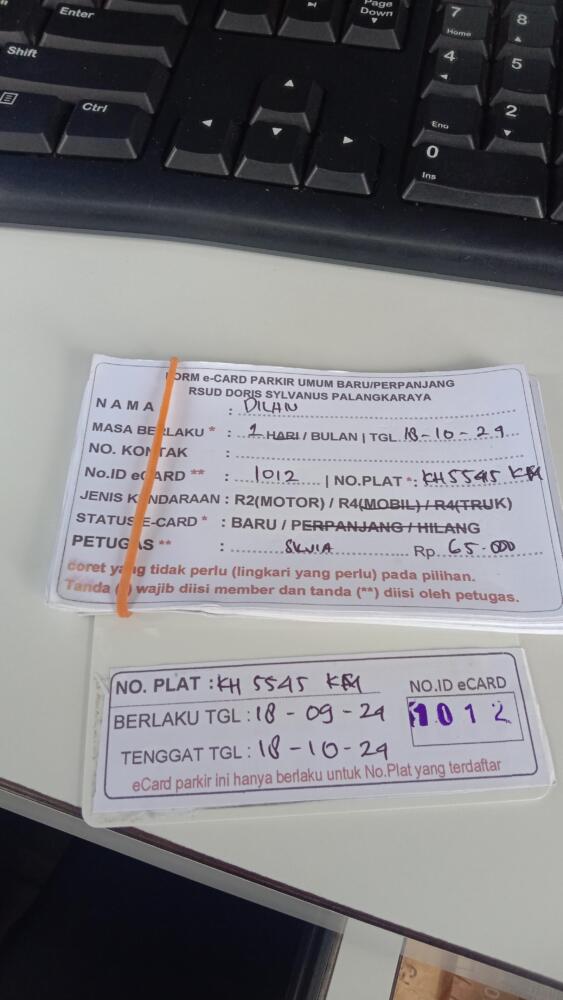 Page
Down
Enter
7
Home
8
Shift
4
5
Ctrl
2
End
0
Ins
FORM e-CARD PARKIR UMUM BARU/PERPANJANG
RSUD DORIS SYLVANUS PALANGKARAYA
NAMA : DILAN
MASA BERLAKU * : 1 HARI / BULAN | TGL 18-10-24
NO. KONTAK :
No.ID eCARD ** : 1012 | NO.PLAT *: KH 5545 KM
JENIS KENDARAAN : R2(MOTOR) / R4(MOBIL) / R4(TRUK)
STATUS E-CARD * : BARU / PERPANJANG / HILANG
PETUGAS ** : SILVIA Rp. 65.000
coret yang tidak perlu (lingkari yang perlu) pada pilihan.
Tanda (*) wajib diisi member dan tanda (**) diisi oleh petugas.
NO. PLAT : KH 5545 KM NO.ID eCARD
BERLAKU TGL : 18 - 09 - 24 1012
TENGGAT TGL : 18 - 10 - 24
eCard parkir ini hanya berlaku untuk No.Plat yang terdaftar